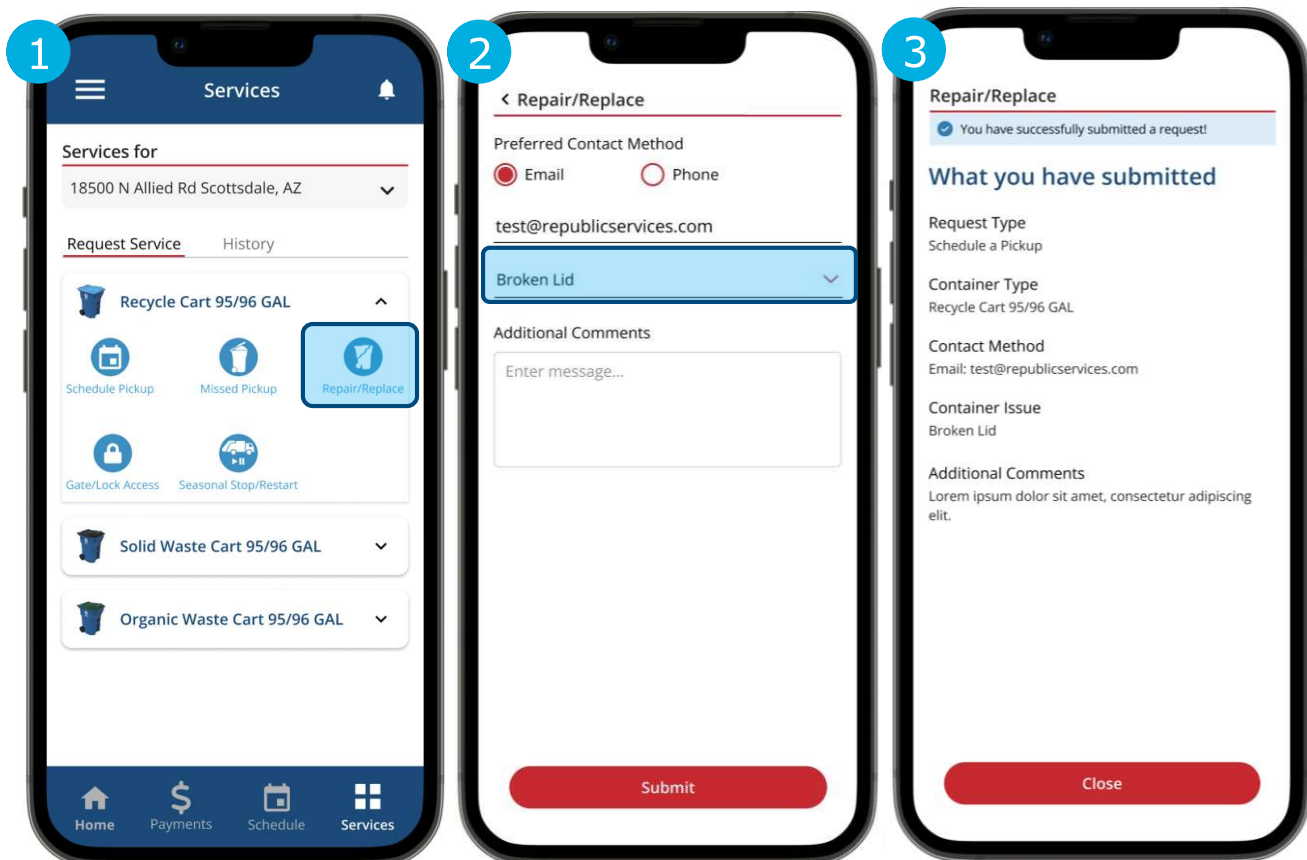 1
Services
Services for
18500 N Allied Rd Scottsdale, AZ
Request Service History
Recycle Cart 95/96 GAL
Schedule Pickup Missed Pickup Repair/Replace
Gate/Lock Access Seasonal Stop/Restart
Solid Waste Cart 95/96 GAL
Organic Waste Cart 95/96 GAL
Home Payments Schedule Services
2
< Repair/Replace
Preferred Contact Method
Email Phone
test@republicservices.com
Broken Lid
Additional Comments
Enter message...
Submit
3
Repair/Replace
You have successfully submitted a request!
What you have submitted
Request Type
Schedule a Pickup
Container Type
Recycle Cart 95/96 GAL
Contact Method
Email: test@republicservices.com
Container Issue
Broken Lid
Additional Comments
Lorem ipsum dolor sit amet, consectetur adipiscing
elit.
Close